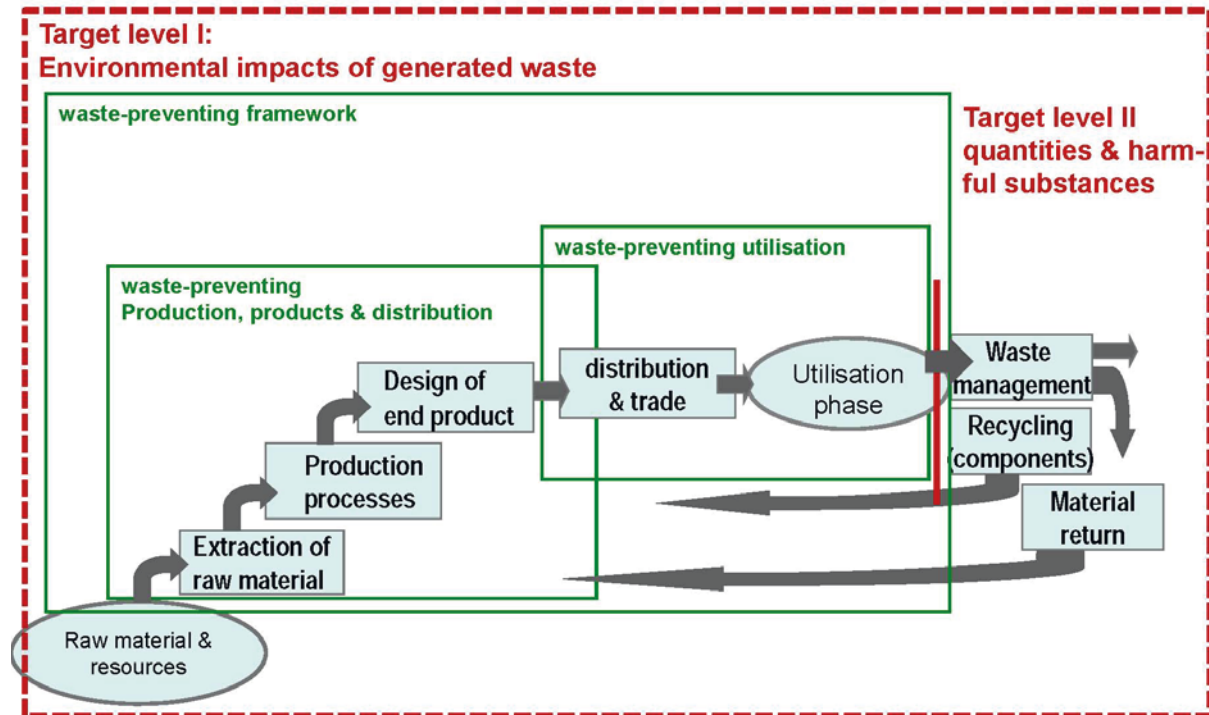 Target level I:
Environmental impacts of generated waste
waste-preventing framework
Target level II
quantities & harm-
ful substances
waste-preventing utilisation
waste-preventing
Production, products & distribution
Design of
end product
distribution
& trade
Utilisation
phase
Waste
management
Recycling
(components)
Production
processes
Material
return
Extraction of
raw material
Raw material &
resources